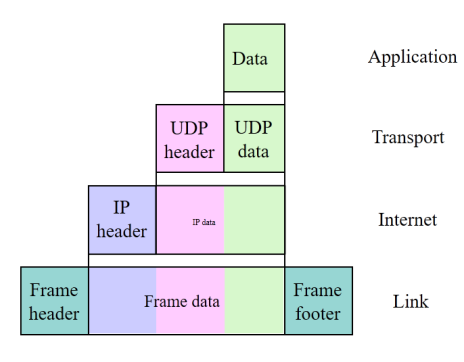 Data
Application
UDP header
UDP data
Transport
IP header
IP data
Internet
Frame header
Frame data
Frame footer
Link